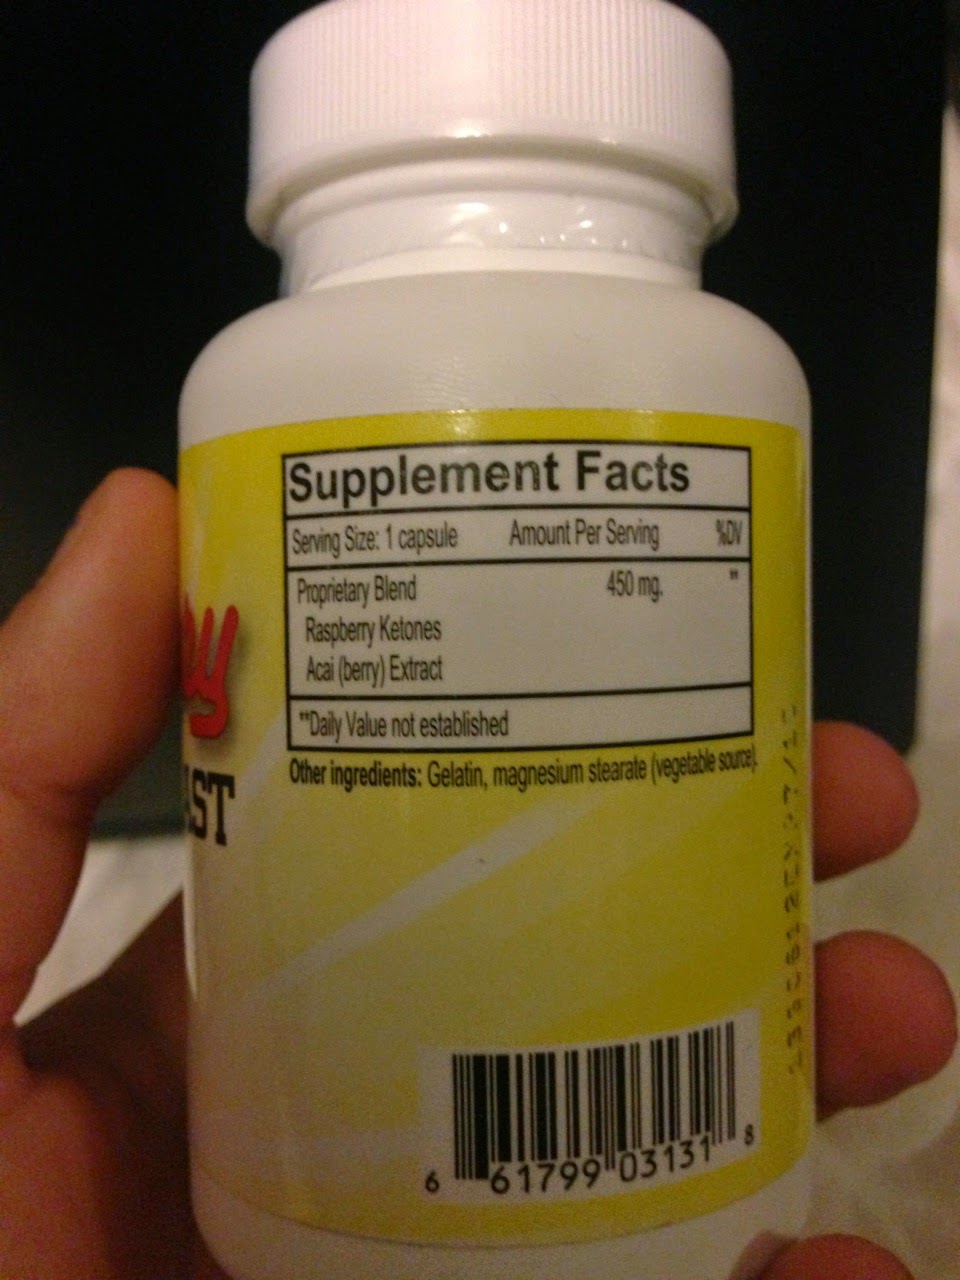 Supplement Facts
Serving Size: 1 capsule Amount Per Serving %DV
Proprietary Blend 450 mg. **
Raspberry Ketones
Acai (berry) Extract
**Daily Value not established
Other ingredients: Gelatin, magnesium stearate (vegetable source).
6 61799 03131 8